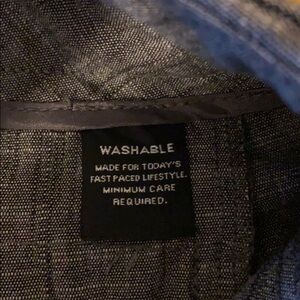 WASHABLE
MADE FOR TODAY'S
FAST PACED LIFESTYLE.
MINIMUM CARE
REQUIRED.